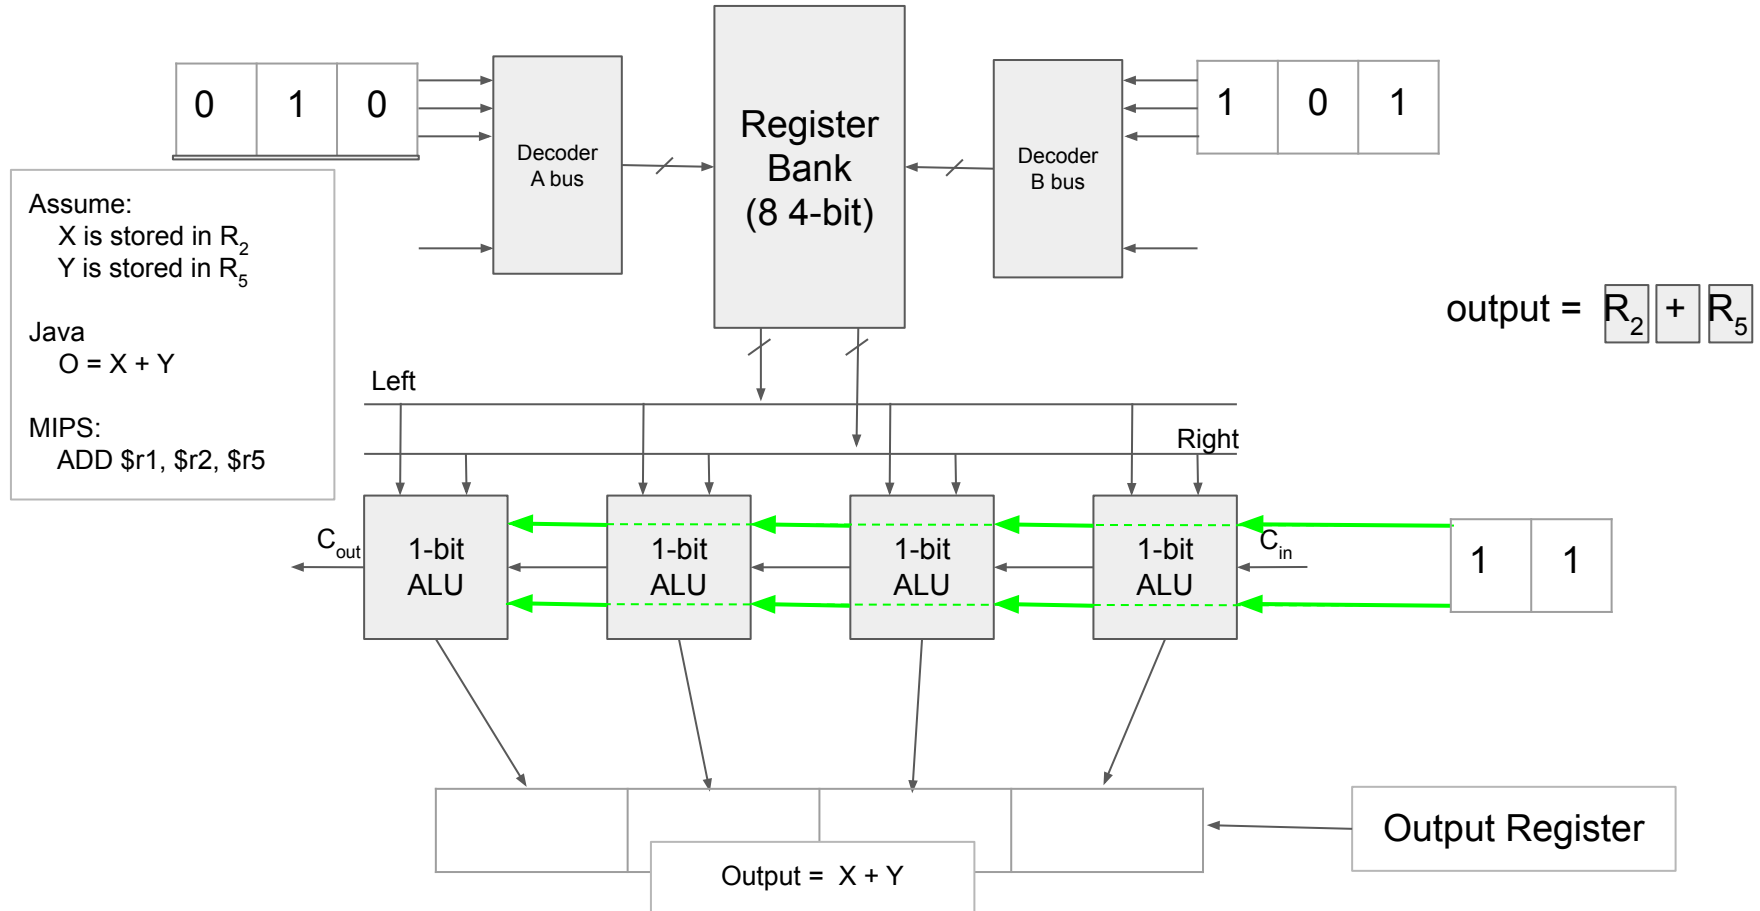 0 1 0
Decoder
A bus
Register
Bank
(8 4-bit)
Decoder
B bus
1 0 1
Assume:
X is stored in R2
Y is stored in R5
Java
O = X + Y
MIPS:
ADD $r1, $r2, $r5
output = R2 + R5
Left
Right
Cout
1-bit
ALU
1-bit
ALU
1-bit
ALU
1-bit
ALU
Cin
1 1
Output Register
Output = X + Y